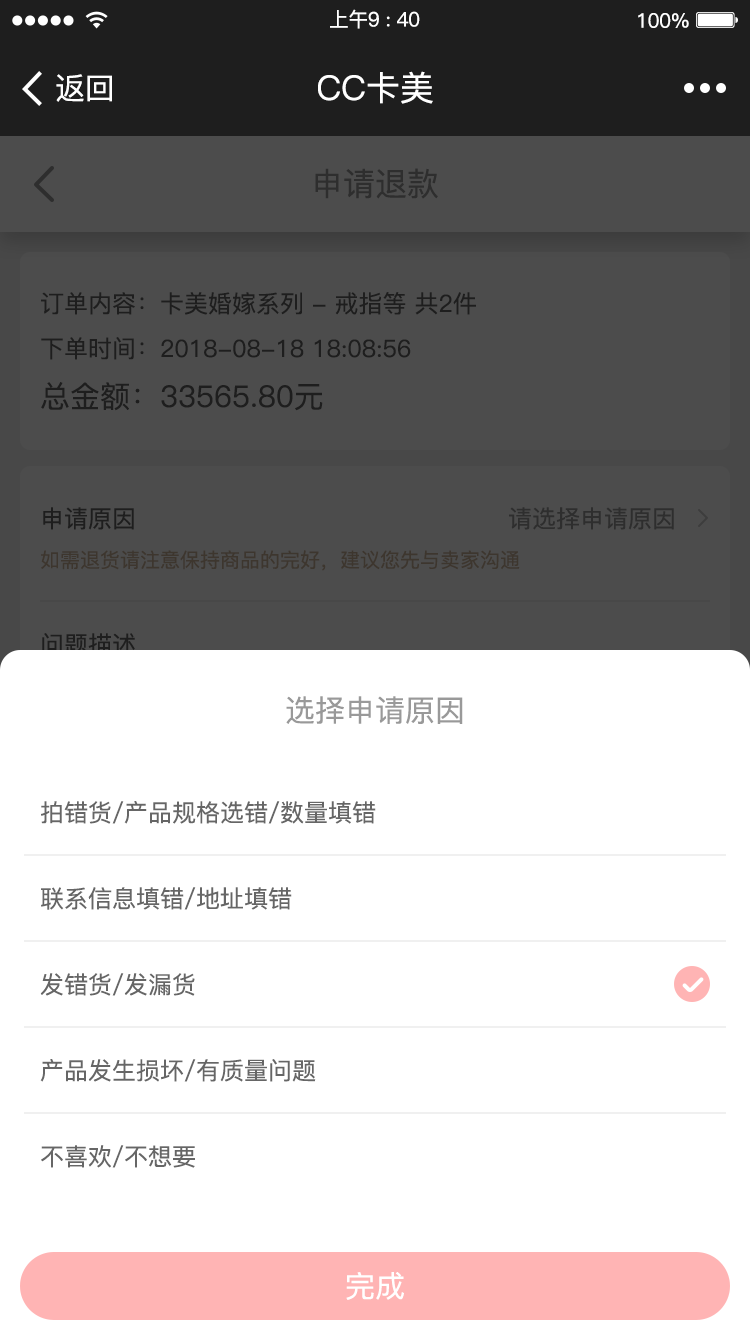 上午9 : 40
100%
返回
CC卡美
申请退款
订单内容：卡美婚嫁系列 - 戒指等 共2件
下单时间：2018-08-18 18:08:56
总金额：33565.80元
申请原因
请选择申请原因
如需退货请注意保持商品的完好，建议您先与卖家沟通
问题描述
选择申请原因
拍错货/产品规格选错/数量填错
联系信息填错/地址填错
发错货/发漏货
产品发生损坏/有质量问题
不喜欢/不想要
完成